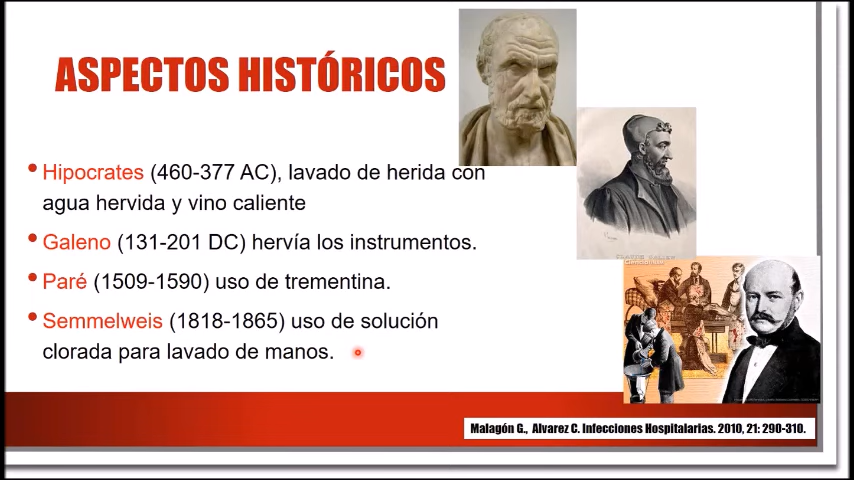 ASPECTOS HISTÓRICOS
• Hipocrates (460-377 AC), lavado de herida con
agua hervida y vino caliente
• Galeno (131-201 DC) hervía los instrumentos.
• Paré (1509-1590) uso de trementina.
• Semmelweis (1818-1865) uso de solución
clorada para lavado de manos.
Malagón G., Alvarez C. Infecciones Hospitalarias. 2010, 21: 290-310.